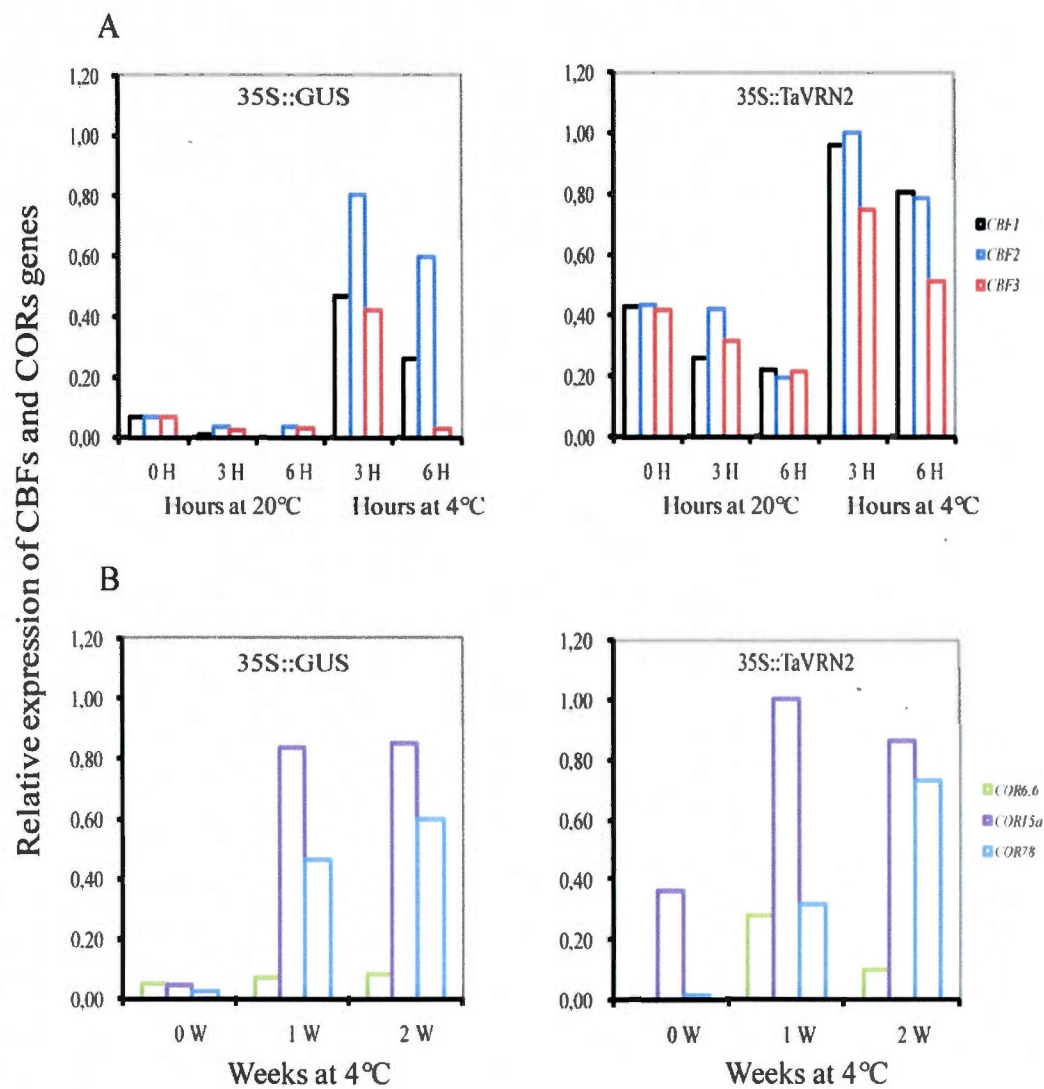 A
Relative expression of CBFs and CORs genes
1,20
1,00
0,80
0,60
0,40
0,20
0,00
35S::GUS
0 H 3 H 6 H 3 H 6 H
Hours at 20°C Hours at 4°C
1,20
1,00
0,80
0,60
0,40
0,20
0,00
35S::TaVRN2
0 H 3 H 6 H 3 H 6 H
Hours at 20°C Hours at 4°C
CBF1
CBF2
CBF3
B
1,20
1,00
0,80
0,60
0,40
0,20
0,00
35S::GUS
0 W 1 W 2 W
Weeks at 4°C
1,20
1,00
0,80
0,60
0,40
0,20
0,00
35S::TaVRN2
0 W 1 W 2 W
Weeks at 4°C
COR6.6
COR15a
COR78